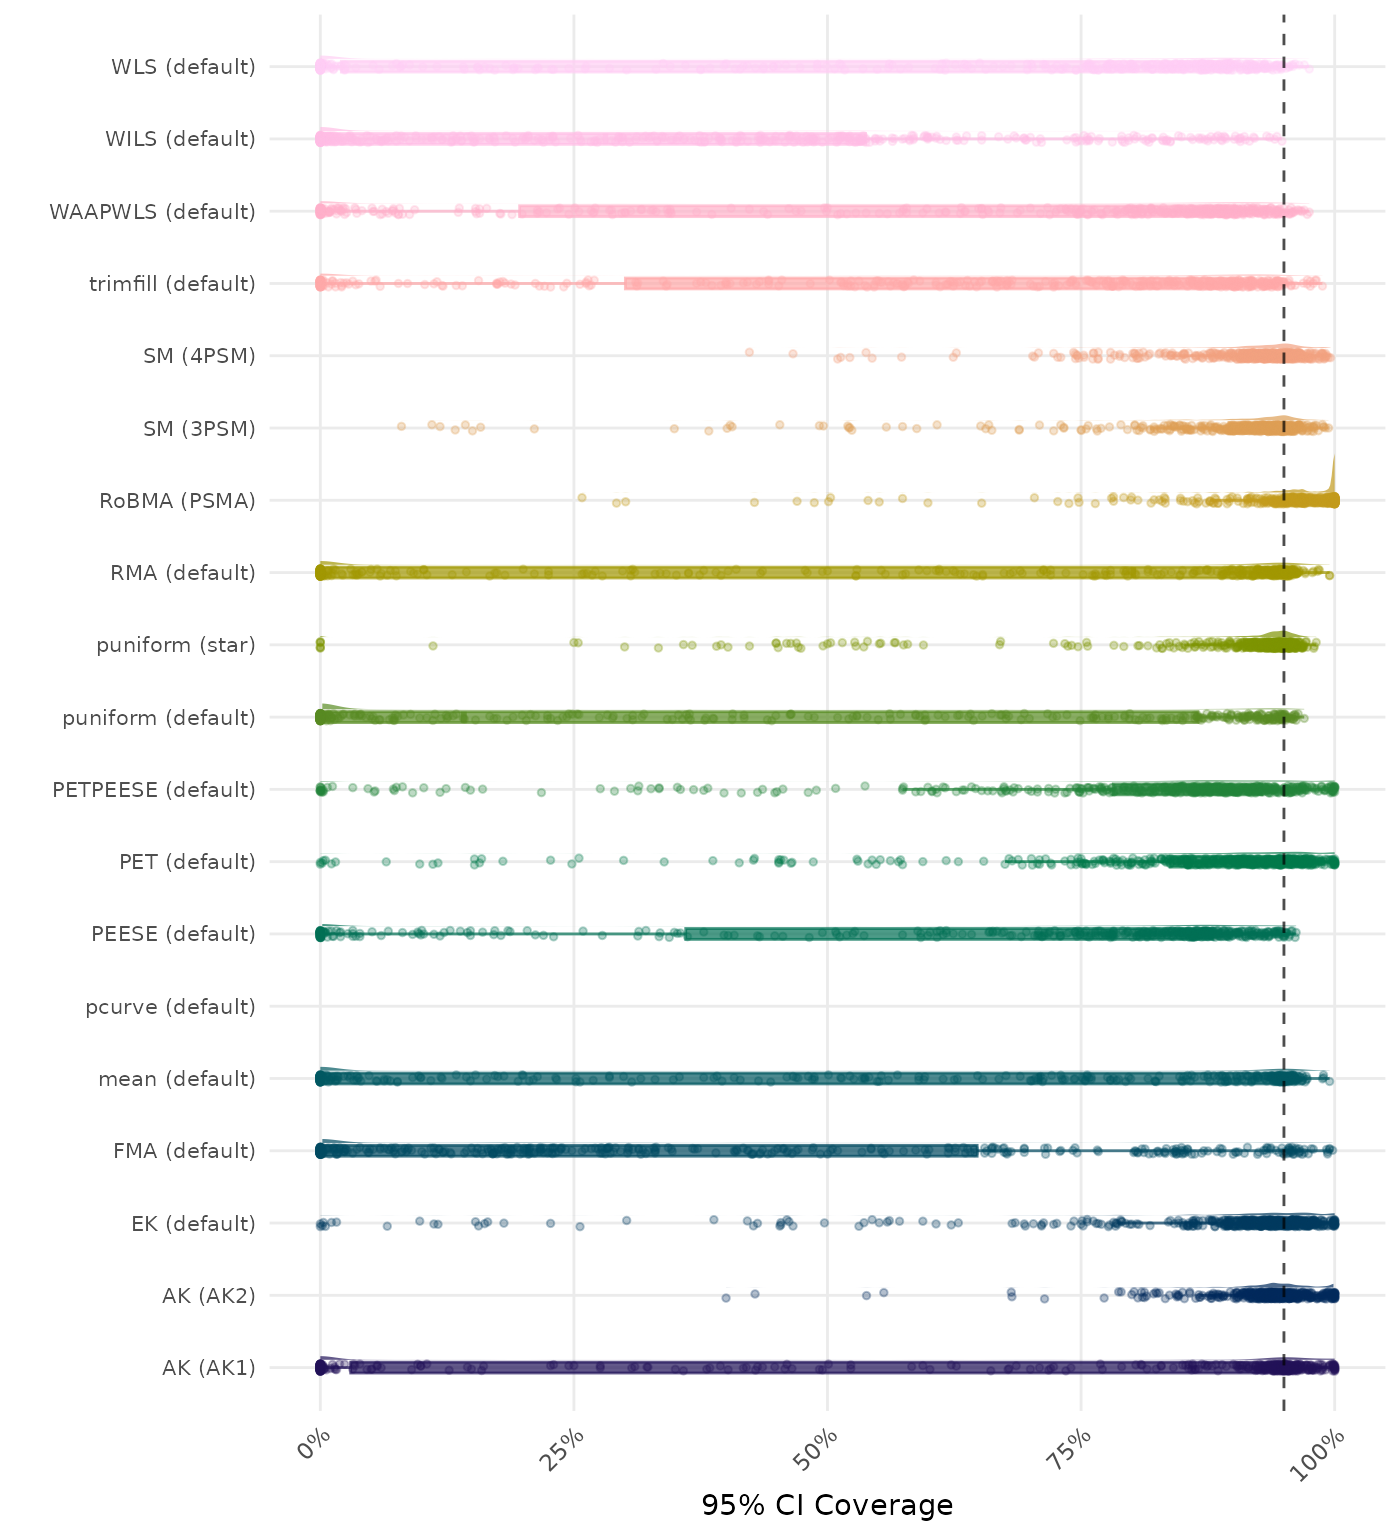 WLS (default)
WILS (default)
WAAPWLS (default)
trimfill (default)
SM (4PSM)
SM (3PSM)
RoBMA (PSMA)
RMA (default)
puniform (star)
puniform (default)
PETPEESE (default)
PET (default)
PEESE (default)
pcurve (default)
mean (default)
FMA (default)
EK (default)
AK (AK2)
AK (AK1)
0% 25% 50% 75% 100%
95% CI Coverage